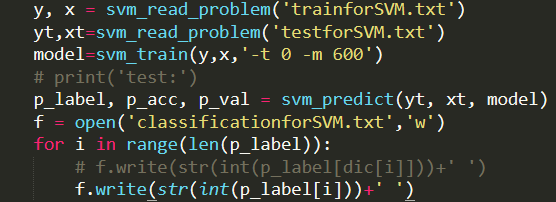 y, x = svm_read_problem('trainforSVM.txt')
yt,xt=svm_read_problem('testforSVM.txt')
model=svm_train(y,x,'-t 0 -m 600')
# print('test:')
p_label, p_acc, p_val = svm_predict(yt, xt, model)
f = open('classificationforSVM.txt','w')
for i in range(len(p_label)):
    # f.write(str(int(p_label[dic[i]]))+' ')
    f.write(str(int(p_label[i]))+' ')